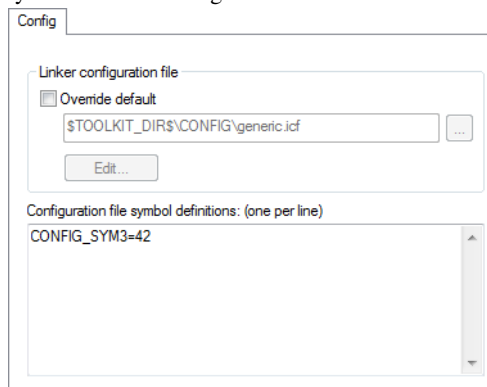 Config
Linker configuration file
Override default
$TOOLKIT_DIR$\CONFIG\generic.icf
...
Edit...
Configuration file symbol definitions: (one per line)
CONFIG_SYM3=42